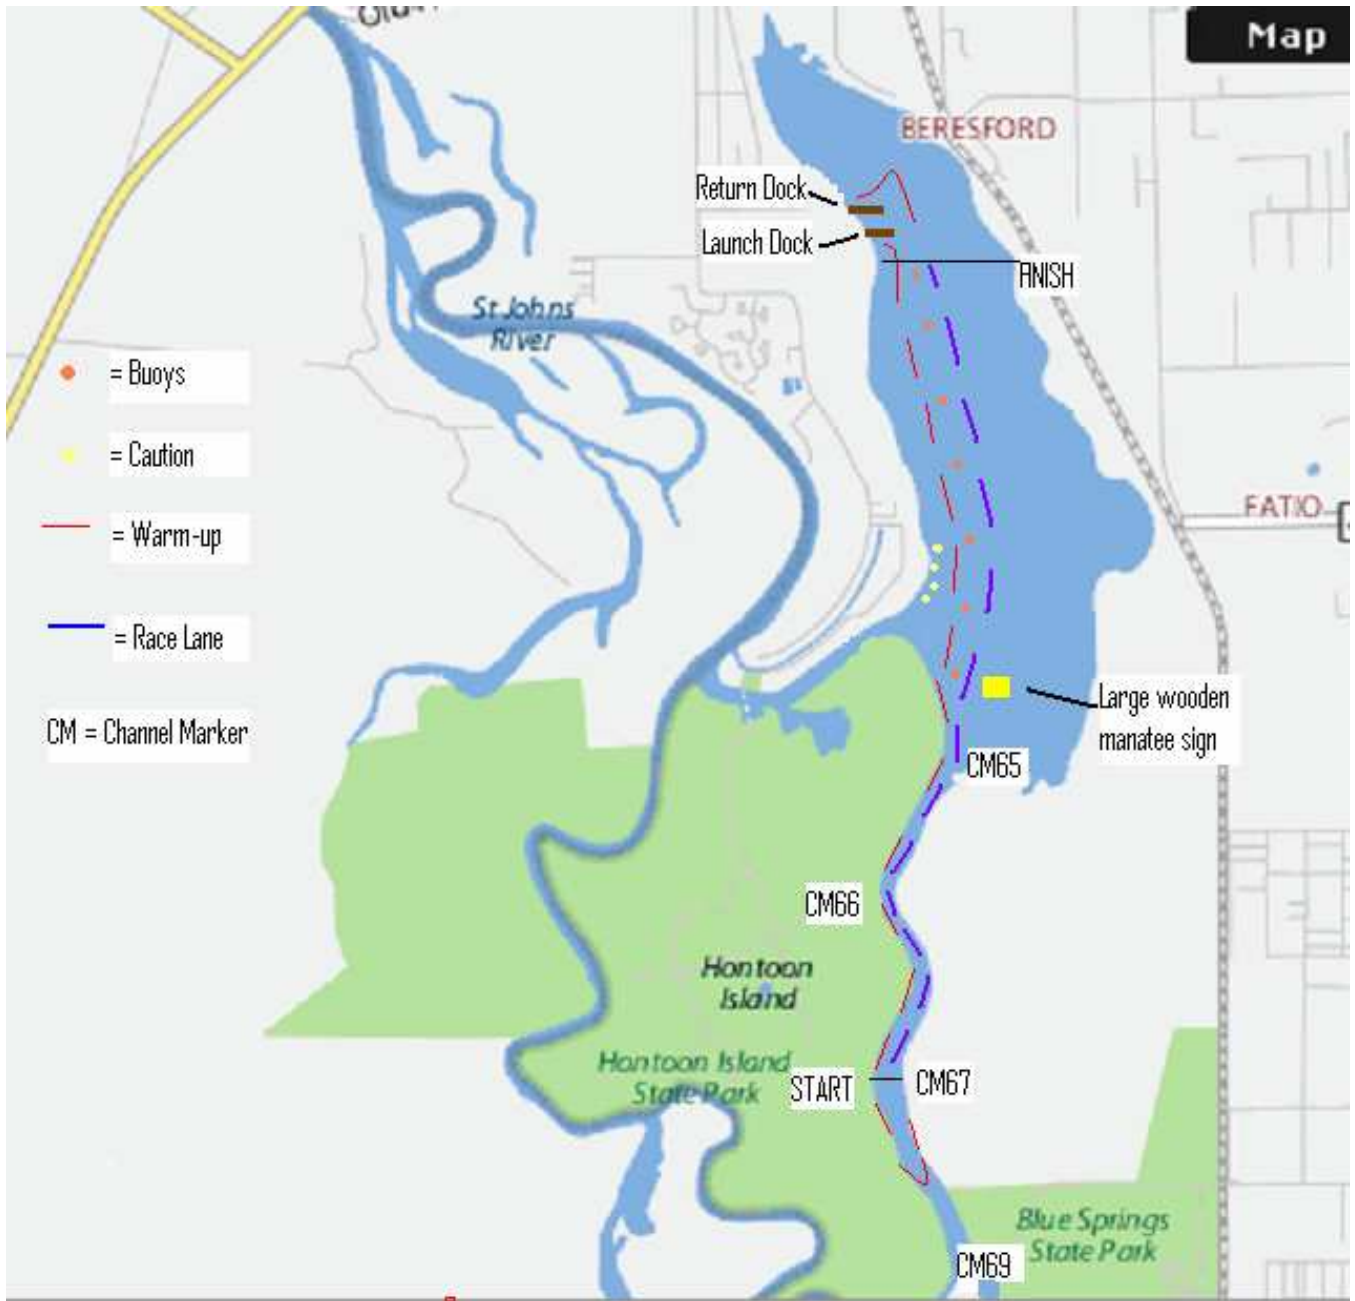 Map
BERESFORD
Return Dock
Launch Dock
FINISH
St Johns
River
= Buoys
= Caution
= Warm-up
= Race Lane
CM = Channel Marker
FATIO
Large wooden
manatee sign
CM65
CM66
Hontoon
Island
Hontoon Island
State Park
START
CM67
Blue Springs
State Park
CM69